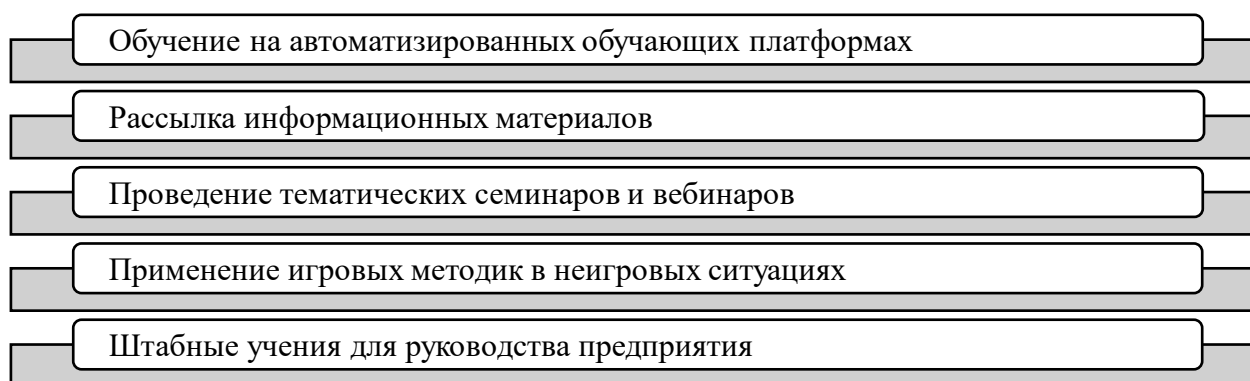 Обучение на автоматизированных обучающих платформах
Рассылка информационных материалов
Проведение тематических семинаров и вебинаров
Применение игровых методик в неигровых ситуациях
Штабные учения для руководства предприятия